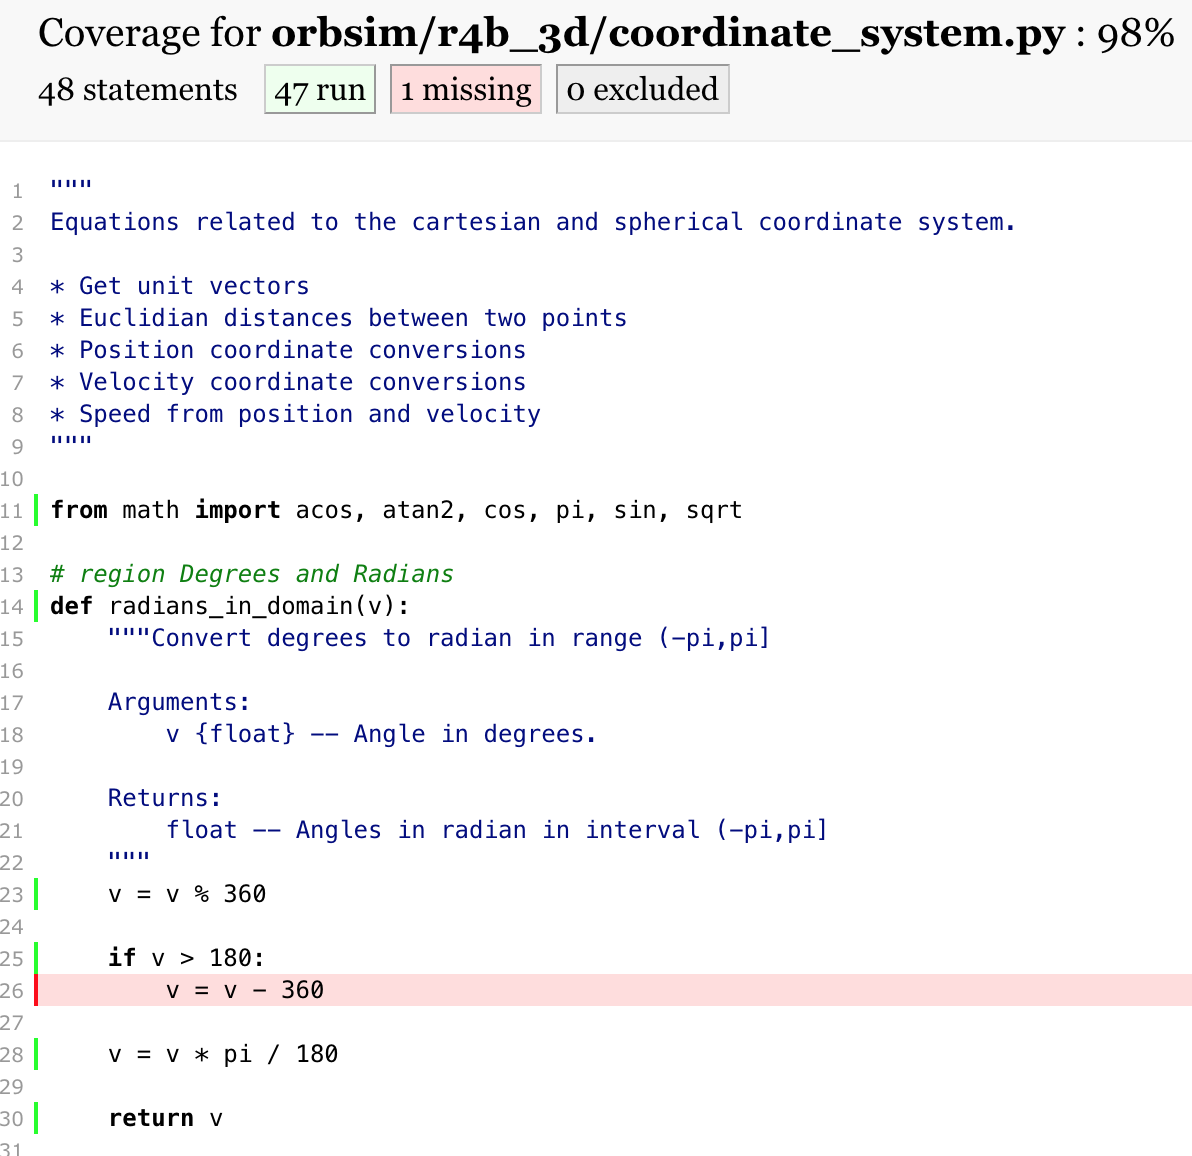 Coverage for orbsim/r4b_3d/coordinate_system.py : 98%
48 statements 47 run 1 missing 0 excluded
1 """
2 Equations related to the cartesian and spherical coordinate system.
3
4 * Get unit vectors
5 * Euclidian distances between two points
6 * Position coordinate conversions
7 * Velocity coordinate conversions
8 * Speed from position and velocity
9 """
10
11 from math import acos, atan2, cos, pi, sin, sqrt
12
13 # region Degrees and Radians
14 def radians_in_domain(v):
15     """Convert degrees to radian in range (-pi,pi]
16
17     Arguments:
18         v {float} -- Angle in degrees.
19
20     Returns:
21         float -- Angles in radian in interval (-pi,pi]
22     """
23     v = v % 360
24
25     if v > 180:
26         v = v - 360
27
28     v = v * pi / 180
29
30     return v
31